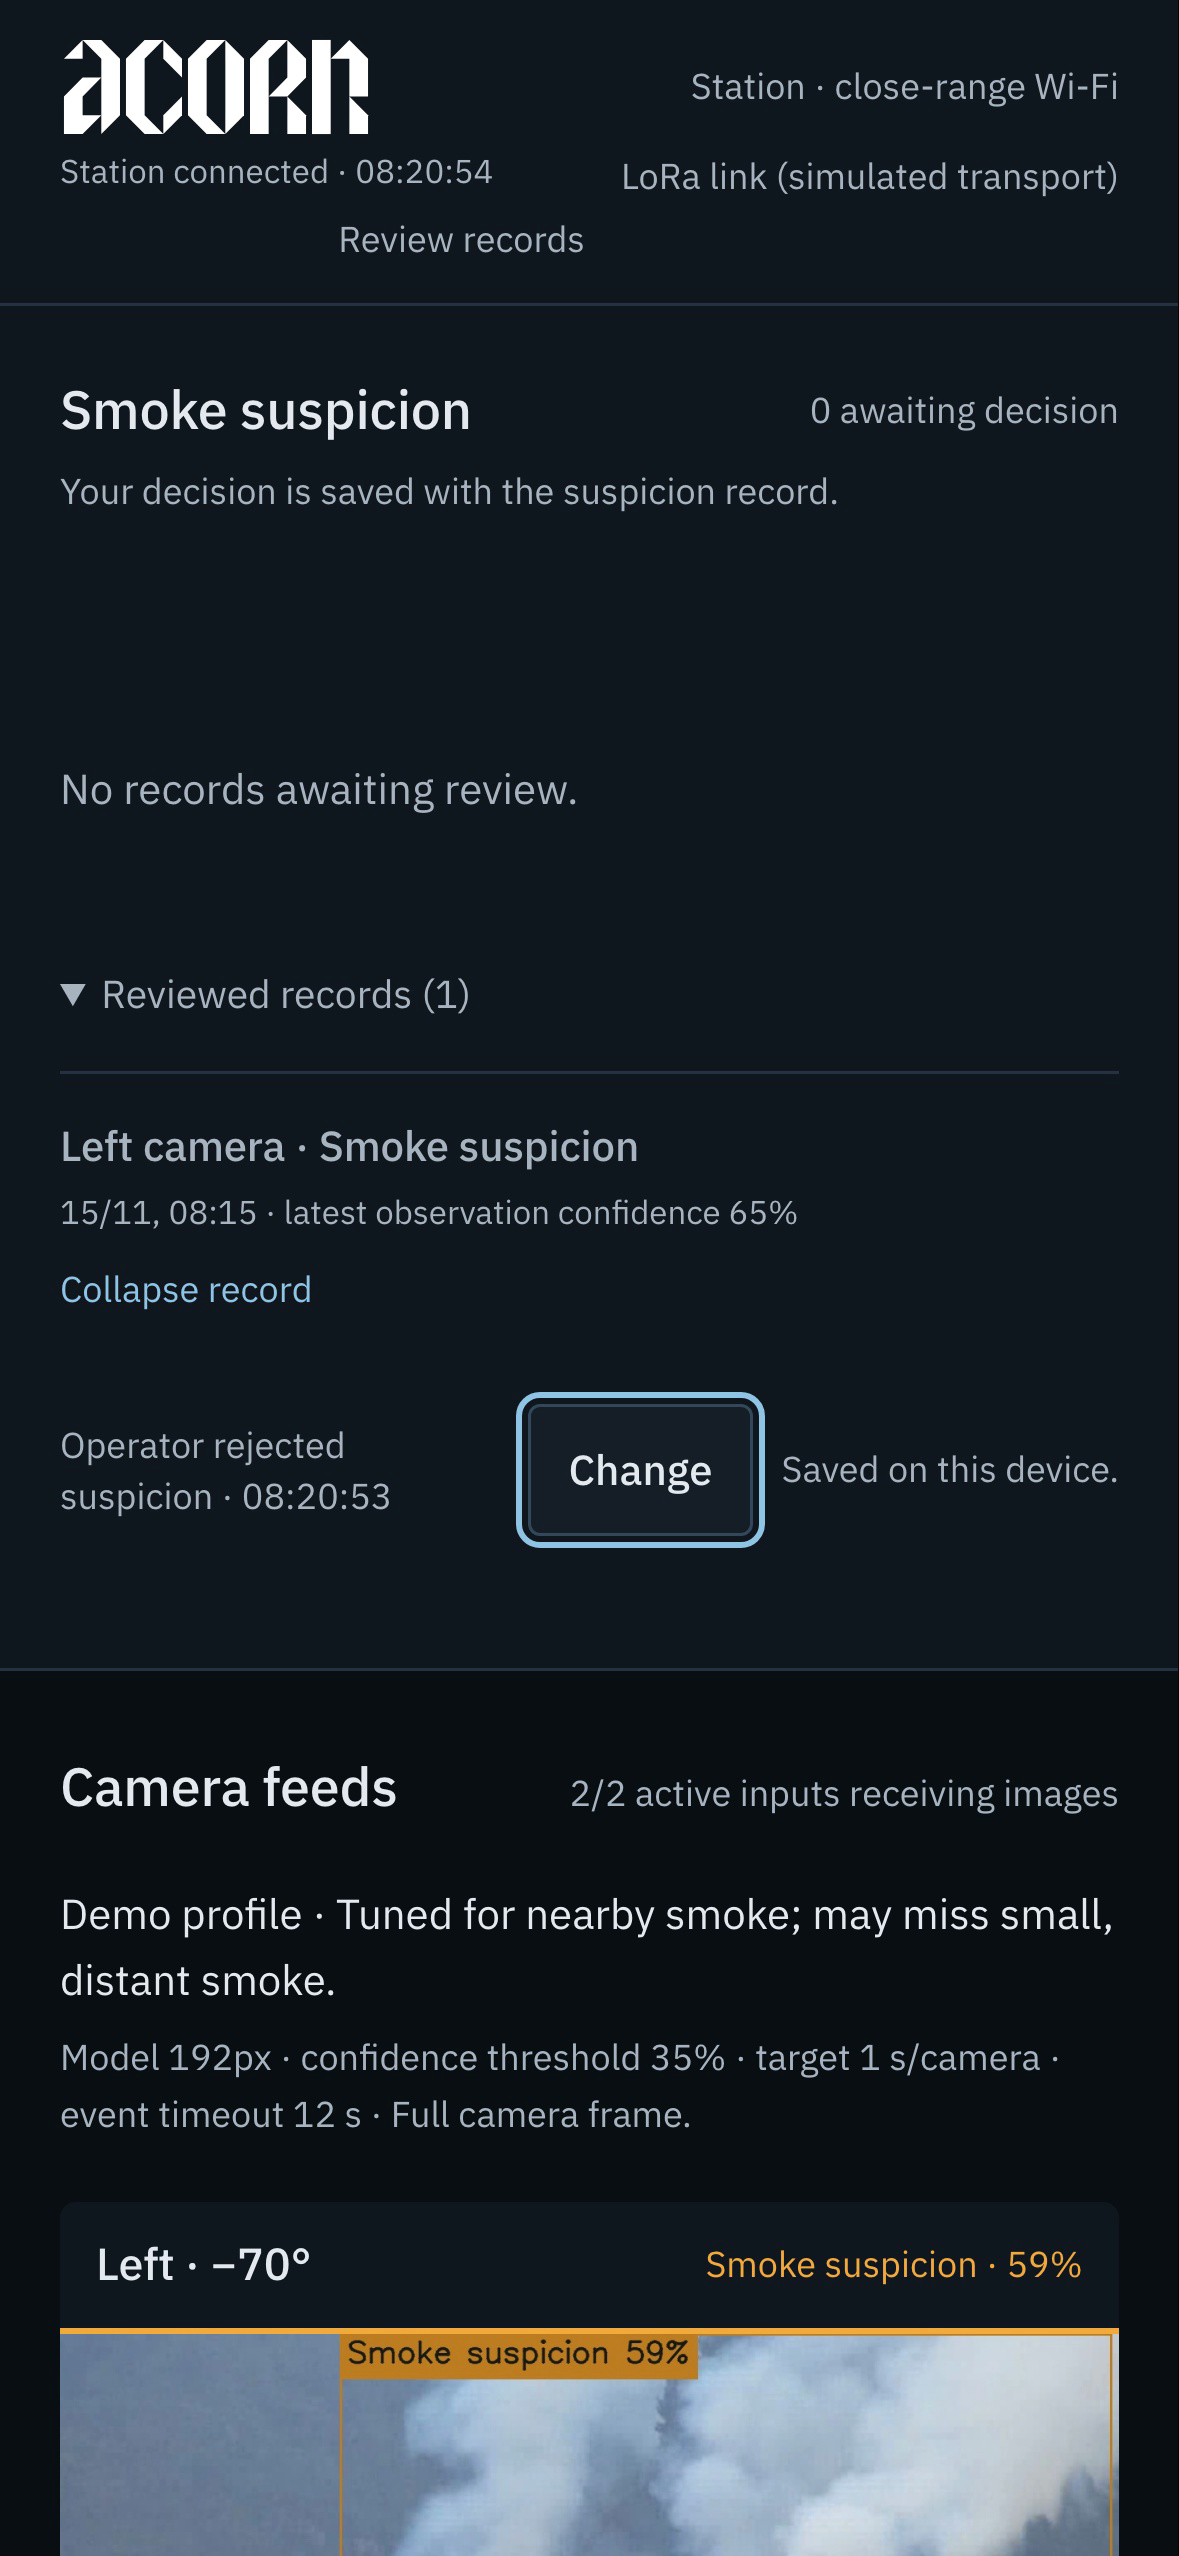 acorn
Station · close-range Wi-Fi
Station connected · 08:20:54
LoRa link (simulated transport)
Review records
Smoke suspicion
0 awaiting decision
Your decision is saved with the suspicion record.
No records awaiting review.
▼ Reviewed records (1)
Left camera · Smoke suspicion
15/11, 08:15 · latest observation confidence 65%
Collapse record
Operator rejected
suspicion · 08:20:53
Change
Saved on this device.
Camera feeds
2/2 active inputs receiving images
Demo profile · Tuned for nearby smoke; may miss small,
distant smoke.
Model 192px · confidence threshold 35% · target 1 s/camera ·
event timeout 12 s · Full camera frame.
Left · −70°
Smoke suspicion · 59%
Smoke suspicion 59%